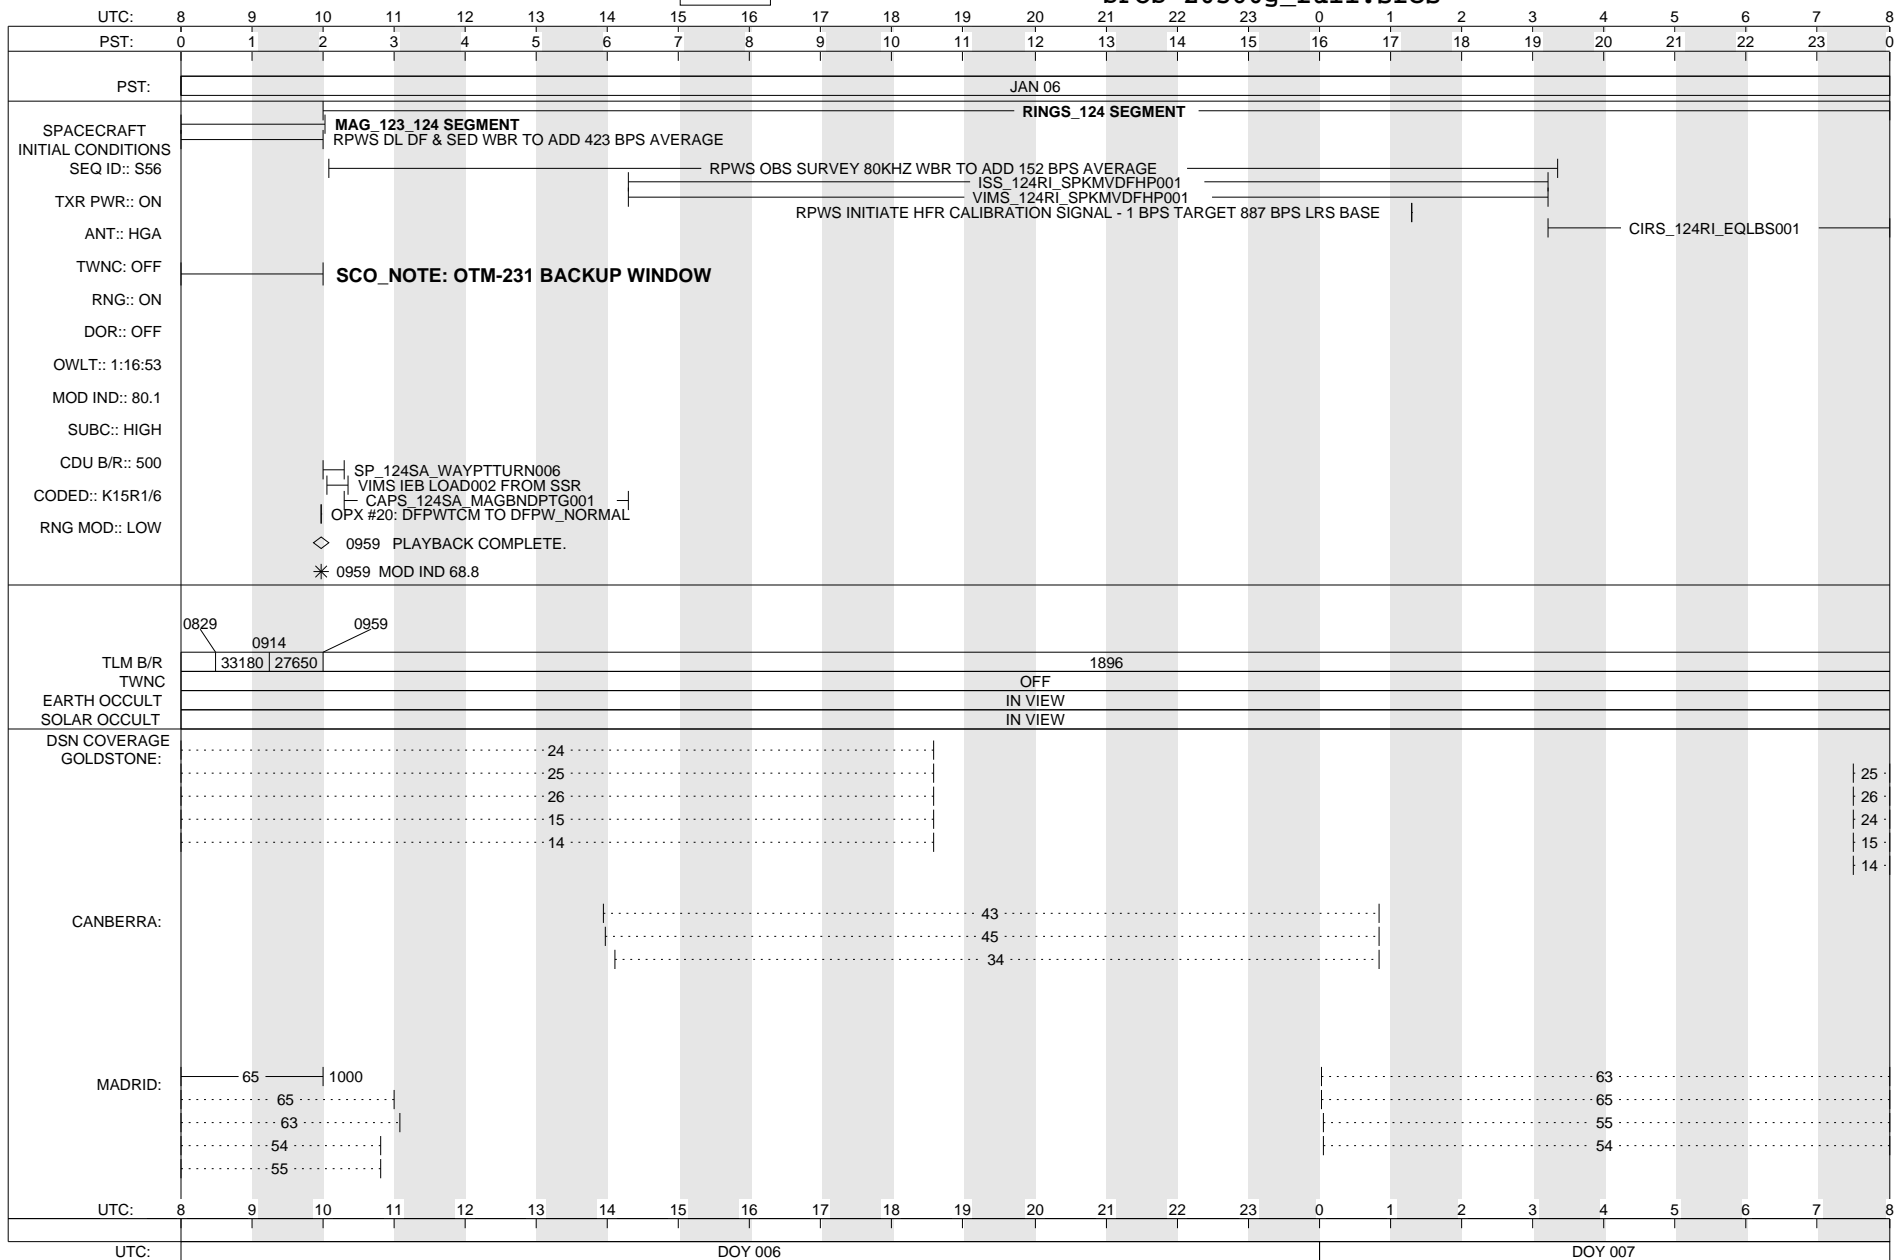 UTC: 8 9 10 11 12 13 14 15 16 17 18 19 20 21 22 23 0 1 2 3 4 5 6 7 8
PST: 0 1 2 3 4 5 6 7 8 9 10 11 12 13 14 15 16 17 18 19 20 21 22 23 0
PST: JAN 06
RINGS_124 SEGMENT
SPACECRAFT
INITIAL CONDITIONS
MAG_123_124 SEGMENT
RPWS DL DF & SED WBR TO ADD 423 BPS AVERAGE
SEQ ID:: S56
RPWS OBS SURVEY 80KHZ WBR TO ADD 152 BPS AVERAGE
ISS_124RI_SPKMVDFHP001
TXR PWR:: ON
VIMS_124RI_SPKMVDFHP001
RPWS INITIATE HFR CALIBRATION SIGNAL - 1 BPS TARGET 887 BPS LRS BASE
ANT:: HGA
CIRS_124RI_EQLBS001
TWNC: OFF
SCO_NOTE: OTM-231 BACKUP WINDOW
RNG:: ON
DOR:: OFF
OWLT:: 1:16:53
MOD IND:: 80.1
SUBC:: HIGH
CDU B/R:: 500
SP_124SA_WAYPTTURN006
VIMS IEB LOAD002 FROM SSR
CODED:: K15R1/6
CAPS_124SA_MAGBNDPTG001
OPX #20: DFPWTCM TO DFPW_NORMAL
RNG MOD:: LOW
0959 PLAYBACK COMPLETE.
0959 MOD IND 68.8
0829 0959
0914
TLM B/R 33180 27650 1896
TWNC OFF
EARTH OCCULT IN VIEW
SOLAR OCCULT IN VIEW
DSN COVERAGE
GOLDSTONE:
24
25 25
26 26
15 24
14 15
14
CANBERRA:
43
45
34
MADRID:
65 1000 63
65 65
63 55
54 54
55
UTC: 8 9 10 11 12 13 14 15 16 17 18 19 20 21 22 23 0 1 2 3 4 5 6 7 8
UTC: DOY 006 DOY 007